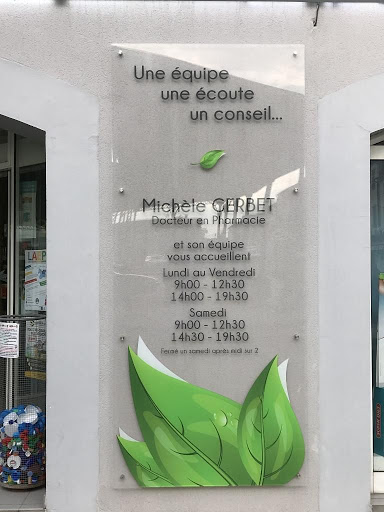 Une équipe
une écoute
un conseil...
Michèle GERBET
Docteur en Pharmacie
et son équipe
vous accueillent
Lundi au Vendredi
9h00 - 12h30
14h00 - 19h30
Samedi
9h00 - 12h30
14h30 - 19h30
Fermé un samedi après midi sur 2